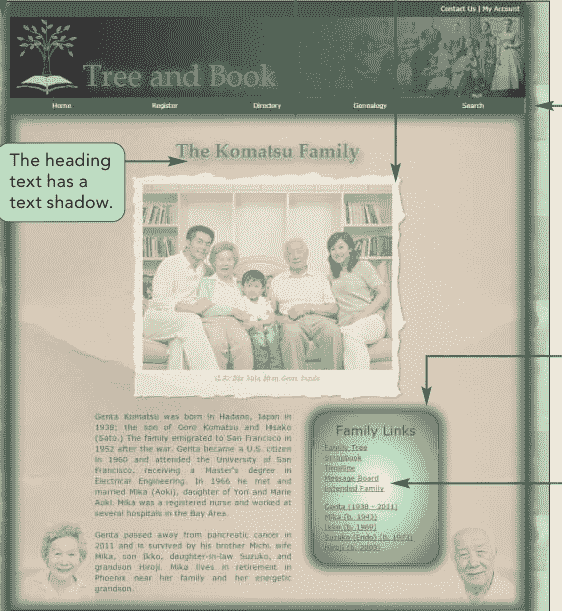 Contact Us | My Account
Tree and Book
Home Register Directory Genealogy Search
The Komatsu Family
The heading
text has a
text shadow.
Genta Komatsu was born in Hadano, Japan in
1938; the son of Goro Komatsu and Hisako
(Sato.) The family emigrated to San Francisco in
1952 after the war. Genta became a U.S. citizen
in 1960 and attended the University of San
Francisco, receiving a Master's degree in
Electrical Engineering. In 1966 he met and
married Mika (Aoki), daughter of Yori and Marie
Aoki. Mika was a registered nurse and worked at
several hospitals in the Bay Area.
Genta passed away from pancreatic cancer in
2011 and is survived by his brother Michi, wife
Mika, son Ikko, daughter-in-law Suzuko, and
grandson Hiroji. Mika lives in retirement in
Phoenix near her family and her energetic
grandson.
Family Links
Family Tree
Scrapbook
Timeline
Message Board
Extended Family
Genta (1938 - 2011)
Mika (b. 1943)
Ikko (b. 1969)
Suzuko (Endo) (b. 1972)
Hiroji (b. 2005)